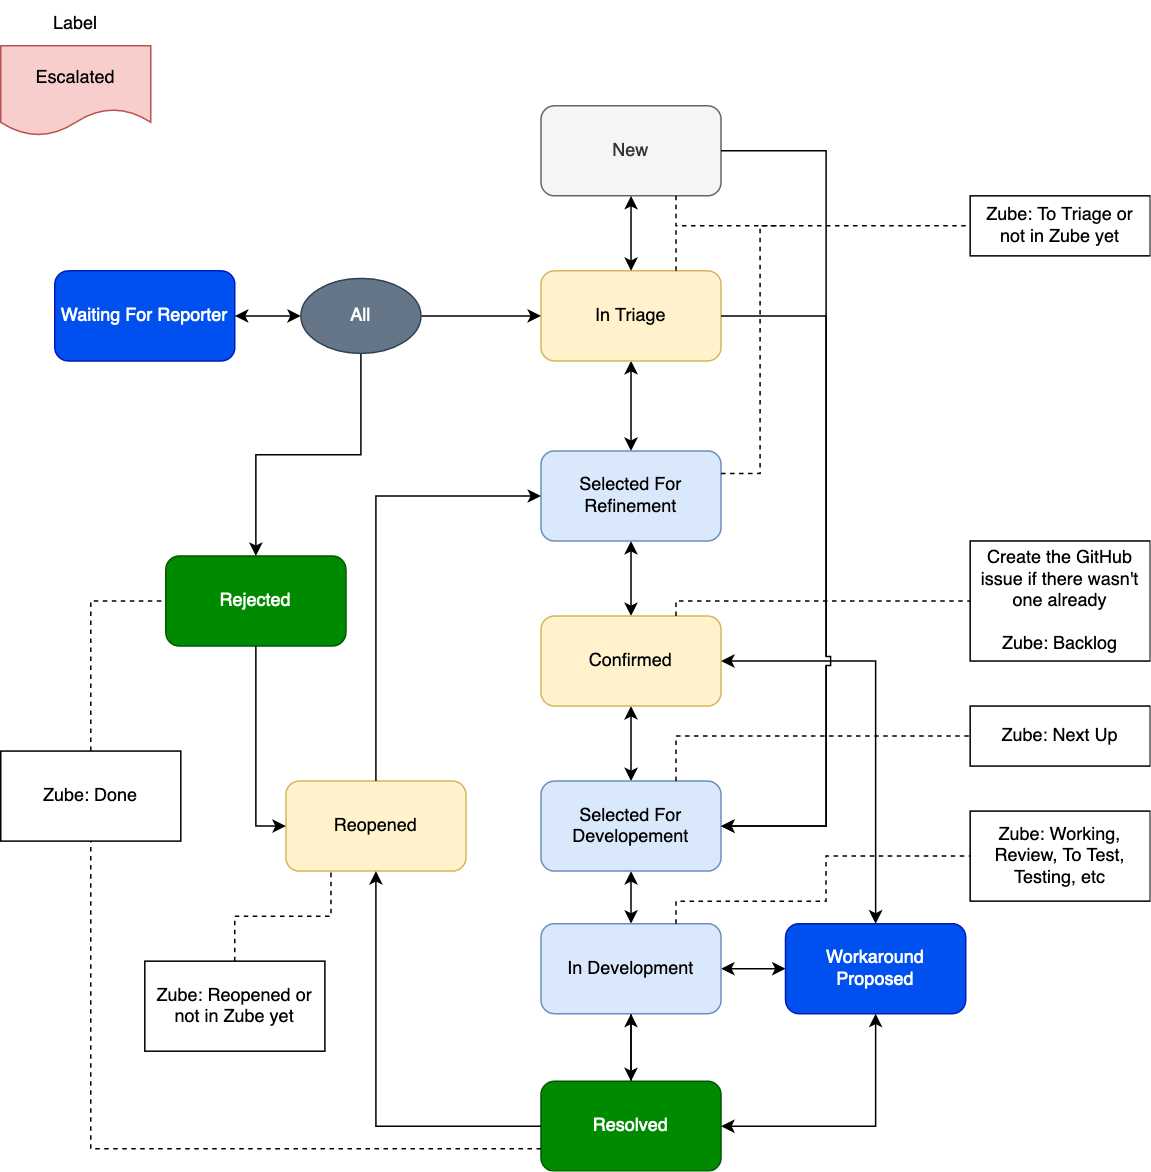 Label
Escalated
New
Zube: To Triage or
not in Zube yet
Waiting For Reporter
All
In Triage
Selected For
Refinement
Create the GitHub
issue if there wasn't
one already
Zube: Backlog
Rejected
Confirmed
Zube: Next Up
Zube: Done
Reopened
Selected For
Developement
Zube: Working,
Review, To Test,
Testing, etc
In Development
Workaround
Proposed
Zube: Reopened or
not in Zube yet
Resolved